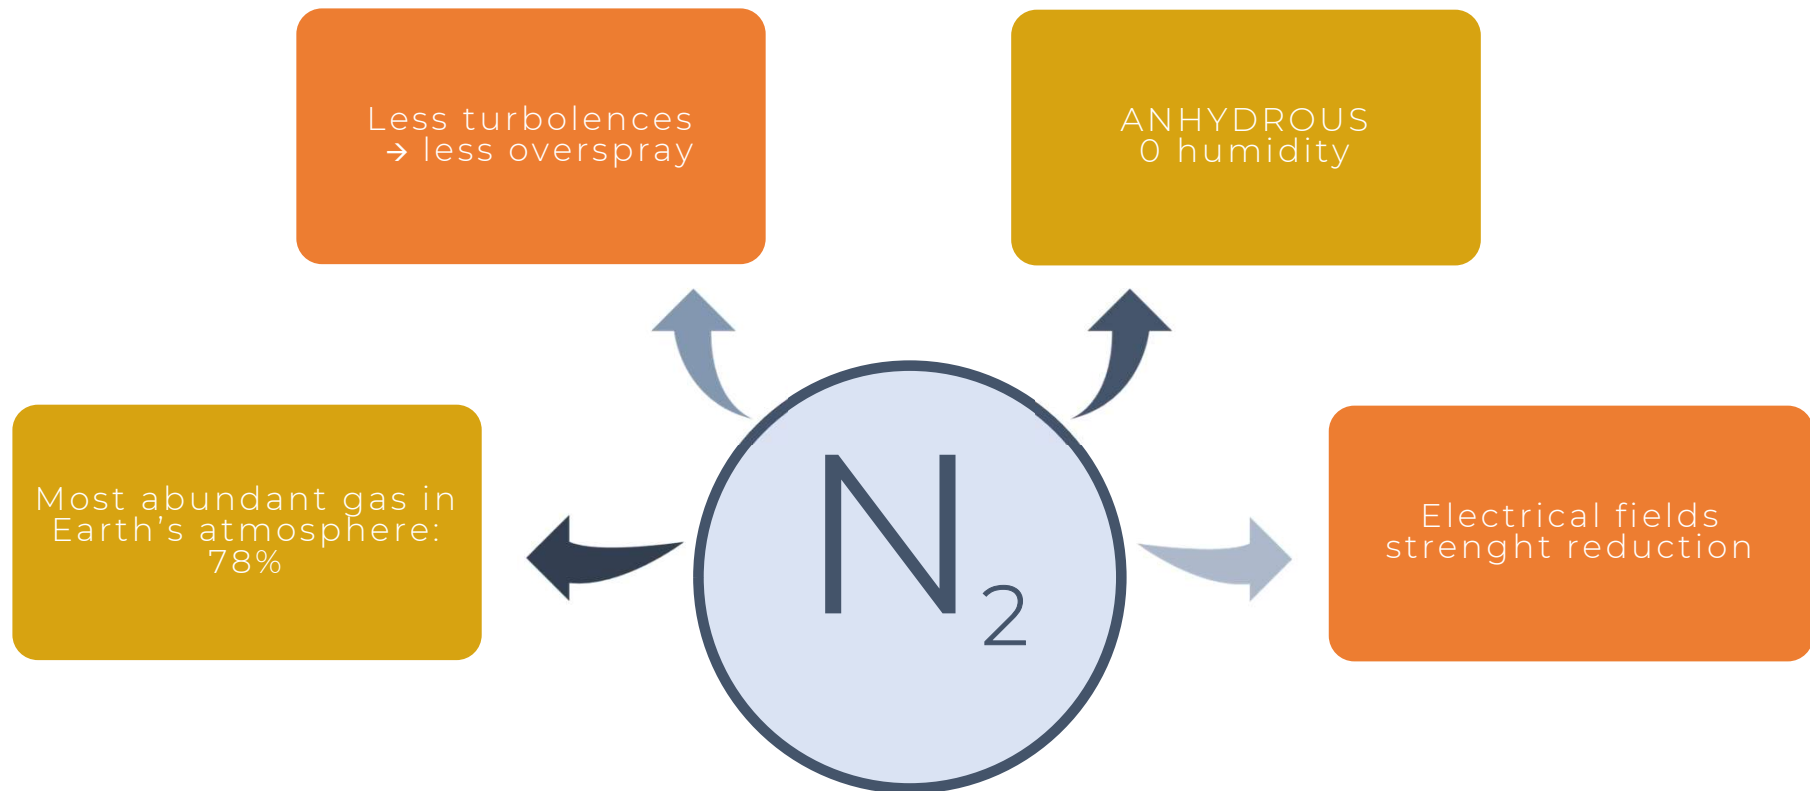 Less turbolences
→ less overspray
ANHYDROUS
0 humidity
Most abundant gas in
Earth’s atmosphere:
78%
N₂
Electrical fields
strenght reduction